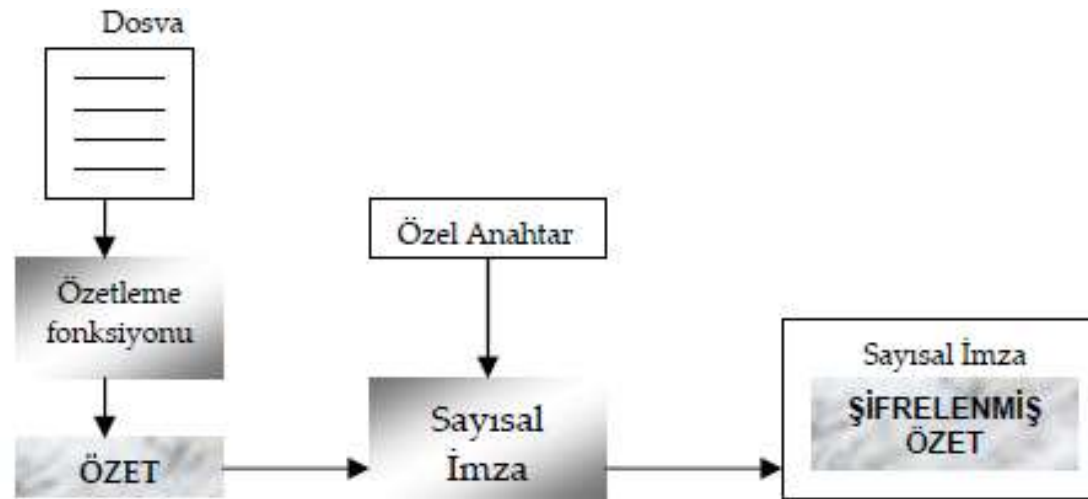 Dosva
Özetleme
fonksiyonu
ÖZET
Özel Anahtar
Sayısal
İmza
Sayısal İmza
ŞİFRELENMİŞ
ÖZET